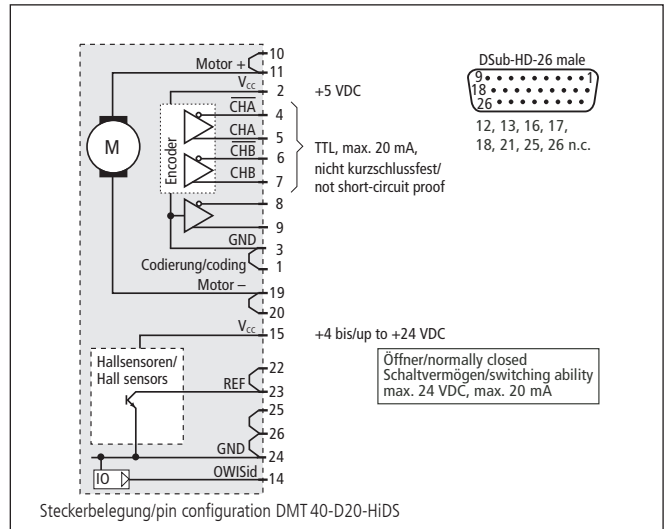 10
Motor +
11
Vcc
2
+5 VDC
CHA
4
CHA
5
CHB
6
CHB
7
TTL, max. 20 mA,
nicht kurzschlussfest/
not short-circuit proof
M
Encoder
8
9
GND
3
Codierung/coding
1
Motor –
19
20
Vcc
15
+4 bis/up to +24 VDC
Hallsensoren/
Hall sensors
22
REF
23
25
26
GND
24
IO
OWISid
14
DSub-HD-26 male
9
1
18
26
12, 13, 16, 17,
18, 21, 25, 26 n.c.
Öffner/normally closed
Schaltvermögen/switching ability
max. 24 VDC, max. 20 mA
Steckerbelegung/pin configuration DMT 40-D20-HiDS